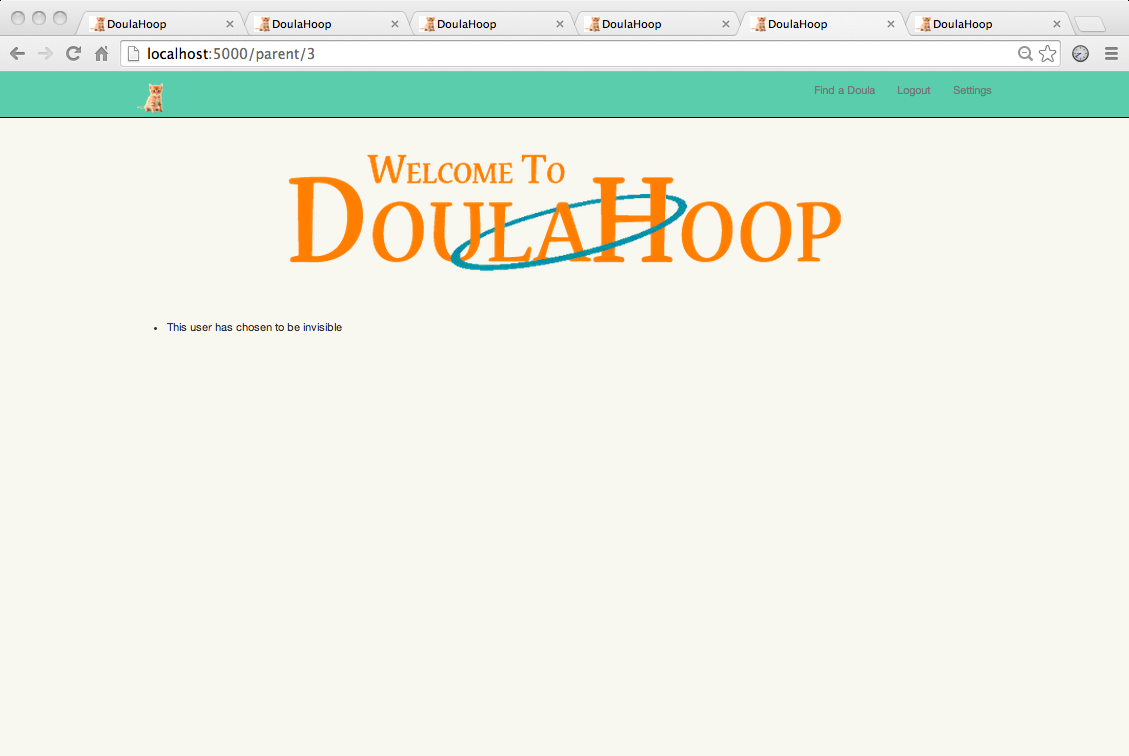 DoulaHoop DoulaHoop DoulaHoop DoulaHoop DoulaHoop DoulaHoop
localhost:5000/parent/3
Find a Doula Logout Settings
Welcome To
DoulaHoop
This user has chosen to be invisible